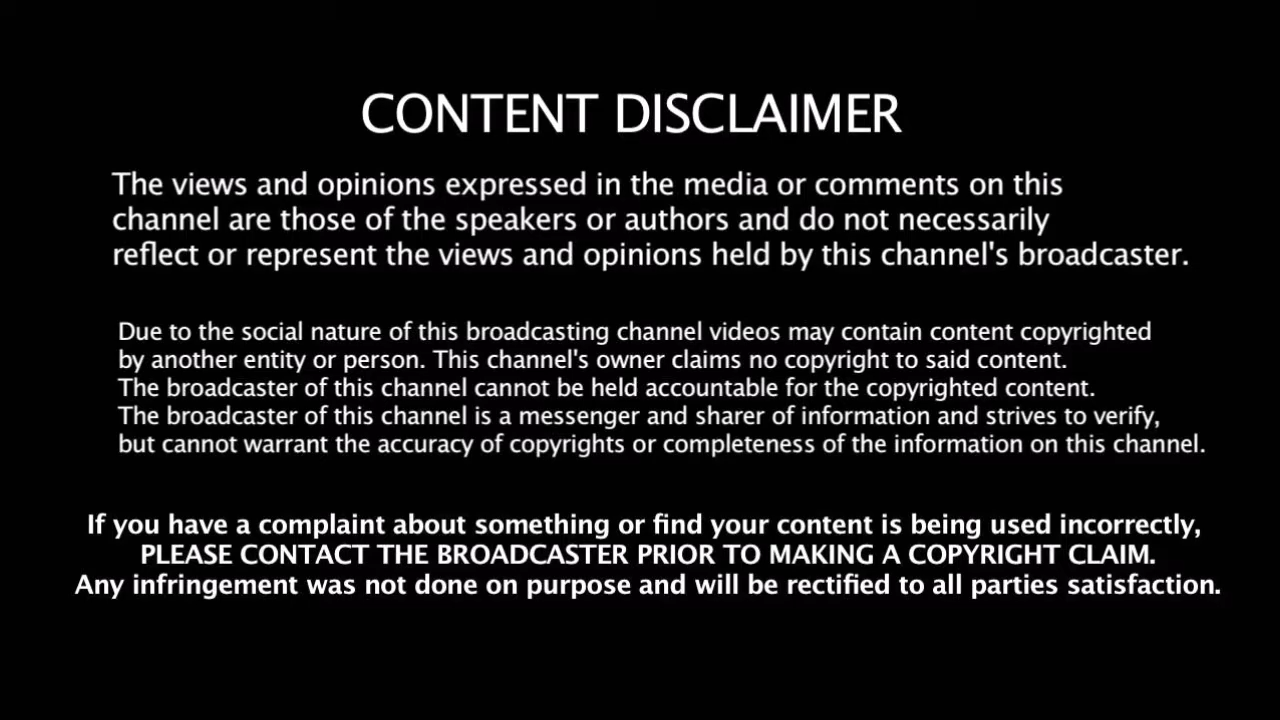 CONTENT DISCLAIMER
The views and opinions expressed in the media or comments on this
channel are those of the speakers or authors and do not necessarily
reflect or represent the views and opinions held by this channel's broadcaster.
Due to the social nature of this broadcasting channel videos may contain content copyrighted
by another entity or person. This channel's owner claims no copyright to said content.
The broadcaster of this channel cannot be held accountable for the copyrighted content.
The broadcaster of this channel is a messenger and sharer of information and strives to verify,
but cannot warrant the accuracy of copyrights or completeness of the information on this channel.
If you have a complaint about something or find your content is being used incorrectly,
PLEASE CONTACT THE BROADCASTER PRIOR TO MAKING A COPYRIGHT CLAIM.
Any infringement was not done on purpose and will be rectified to all parties satisfaction.